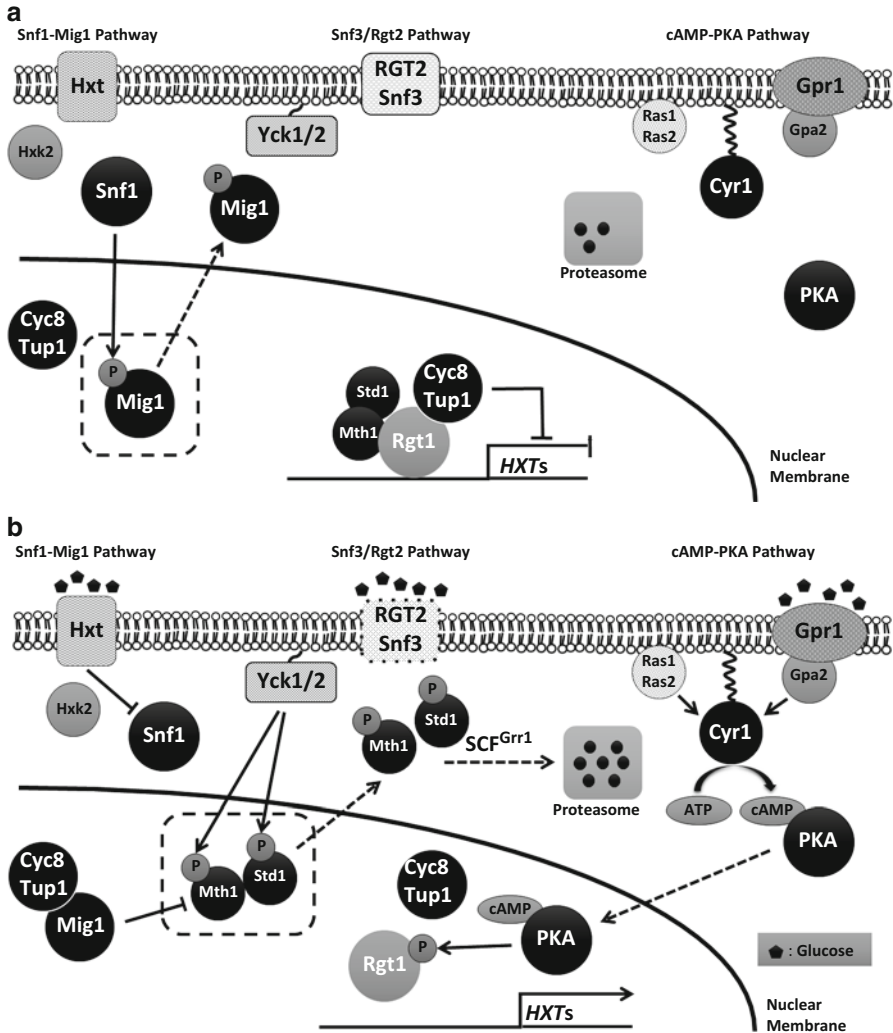 a
Snf1-Mig1 Pathway
Snf3/Rgt2 Pathway
cAMP-PKA Pathway
Hxt
RGT2
Snf3
Gpr1
Yck1/2
Ras1
Ras2
Gpa2
Hxk2
Snf1
P
Mig1
Cyr1
Proteasome
PKA
Cyc8
Tup1
P
Mig1
Std1
Cyc8
Tup1
Mth1
Rgt1
HXTs
Nuclear
Membrane
b
Snf1-Mig1 Pathway
Snf3/Rgt2 Pathway
cAMP-PKA Pathway
Hxt
RGT2
Snf3
Gpr1
Yck1/2
Ras1
Ras2
Gpa2
Hxk2
Snf1
P
Std1
P
Mth1
SCFGrr1
Cyr1
Proteasome
ATP
cAMP
PKA
Cyc8
Tup1
Mig1
P
Mth1
P
Std1
Cyc8
Tup1
cAMP
PKA
Rgt1
P
HXTs
: Glucose
Nuclear
Membrane